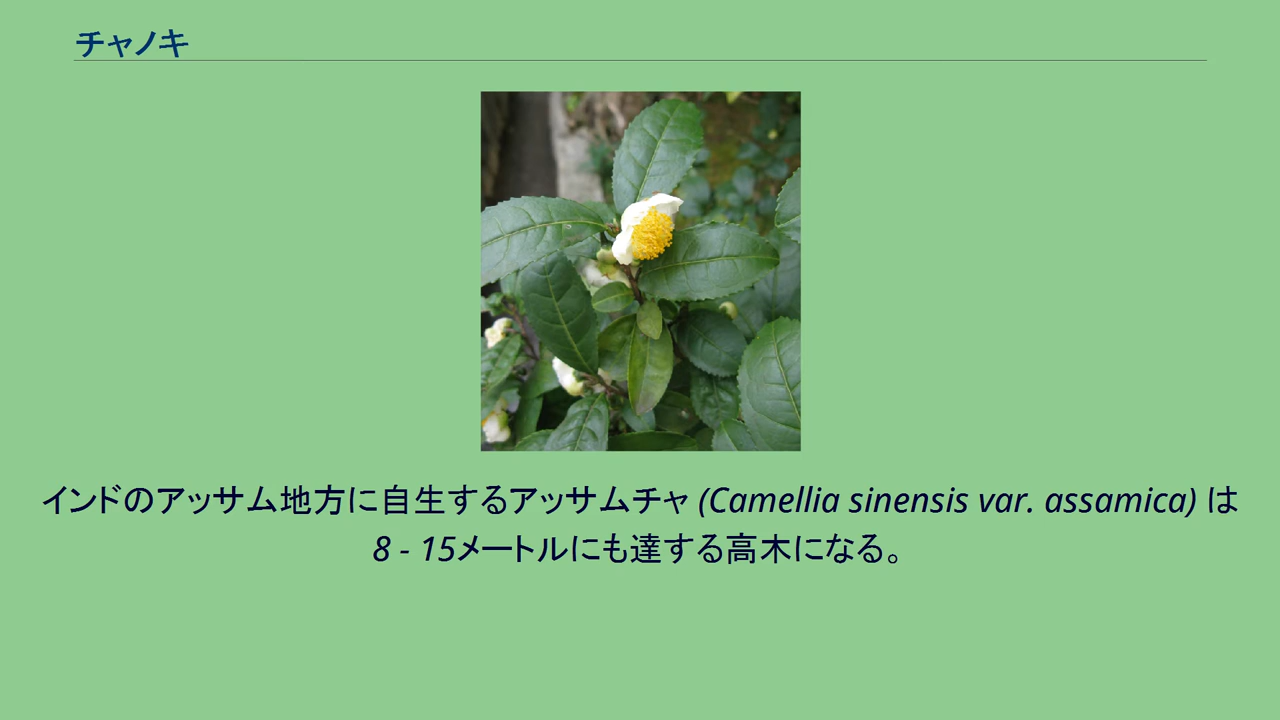 チャノキ
インドのアッサム地方に自生するアッサムチャ (Camellia sinensis var. assamica) は
8 - 15メートルにも達する高木になる。